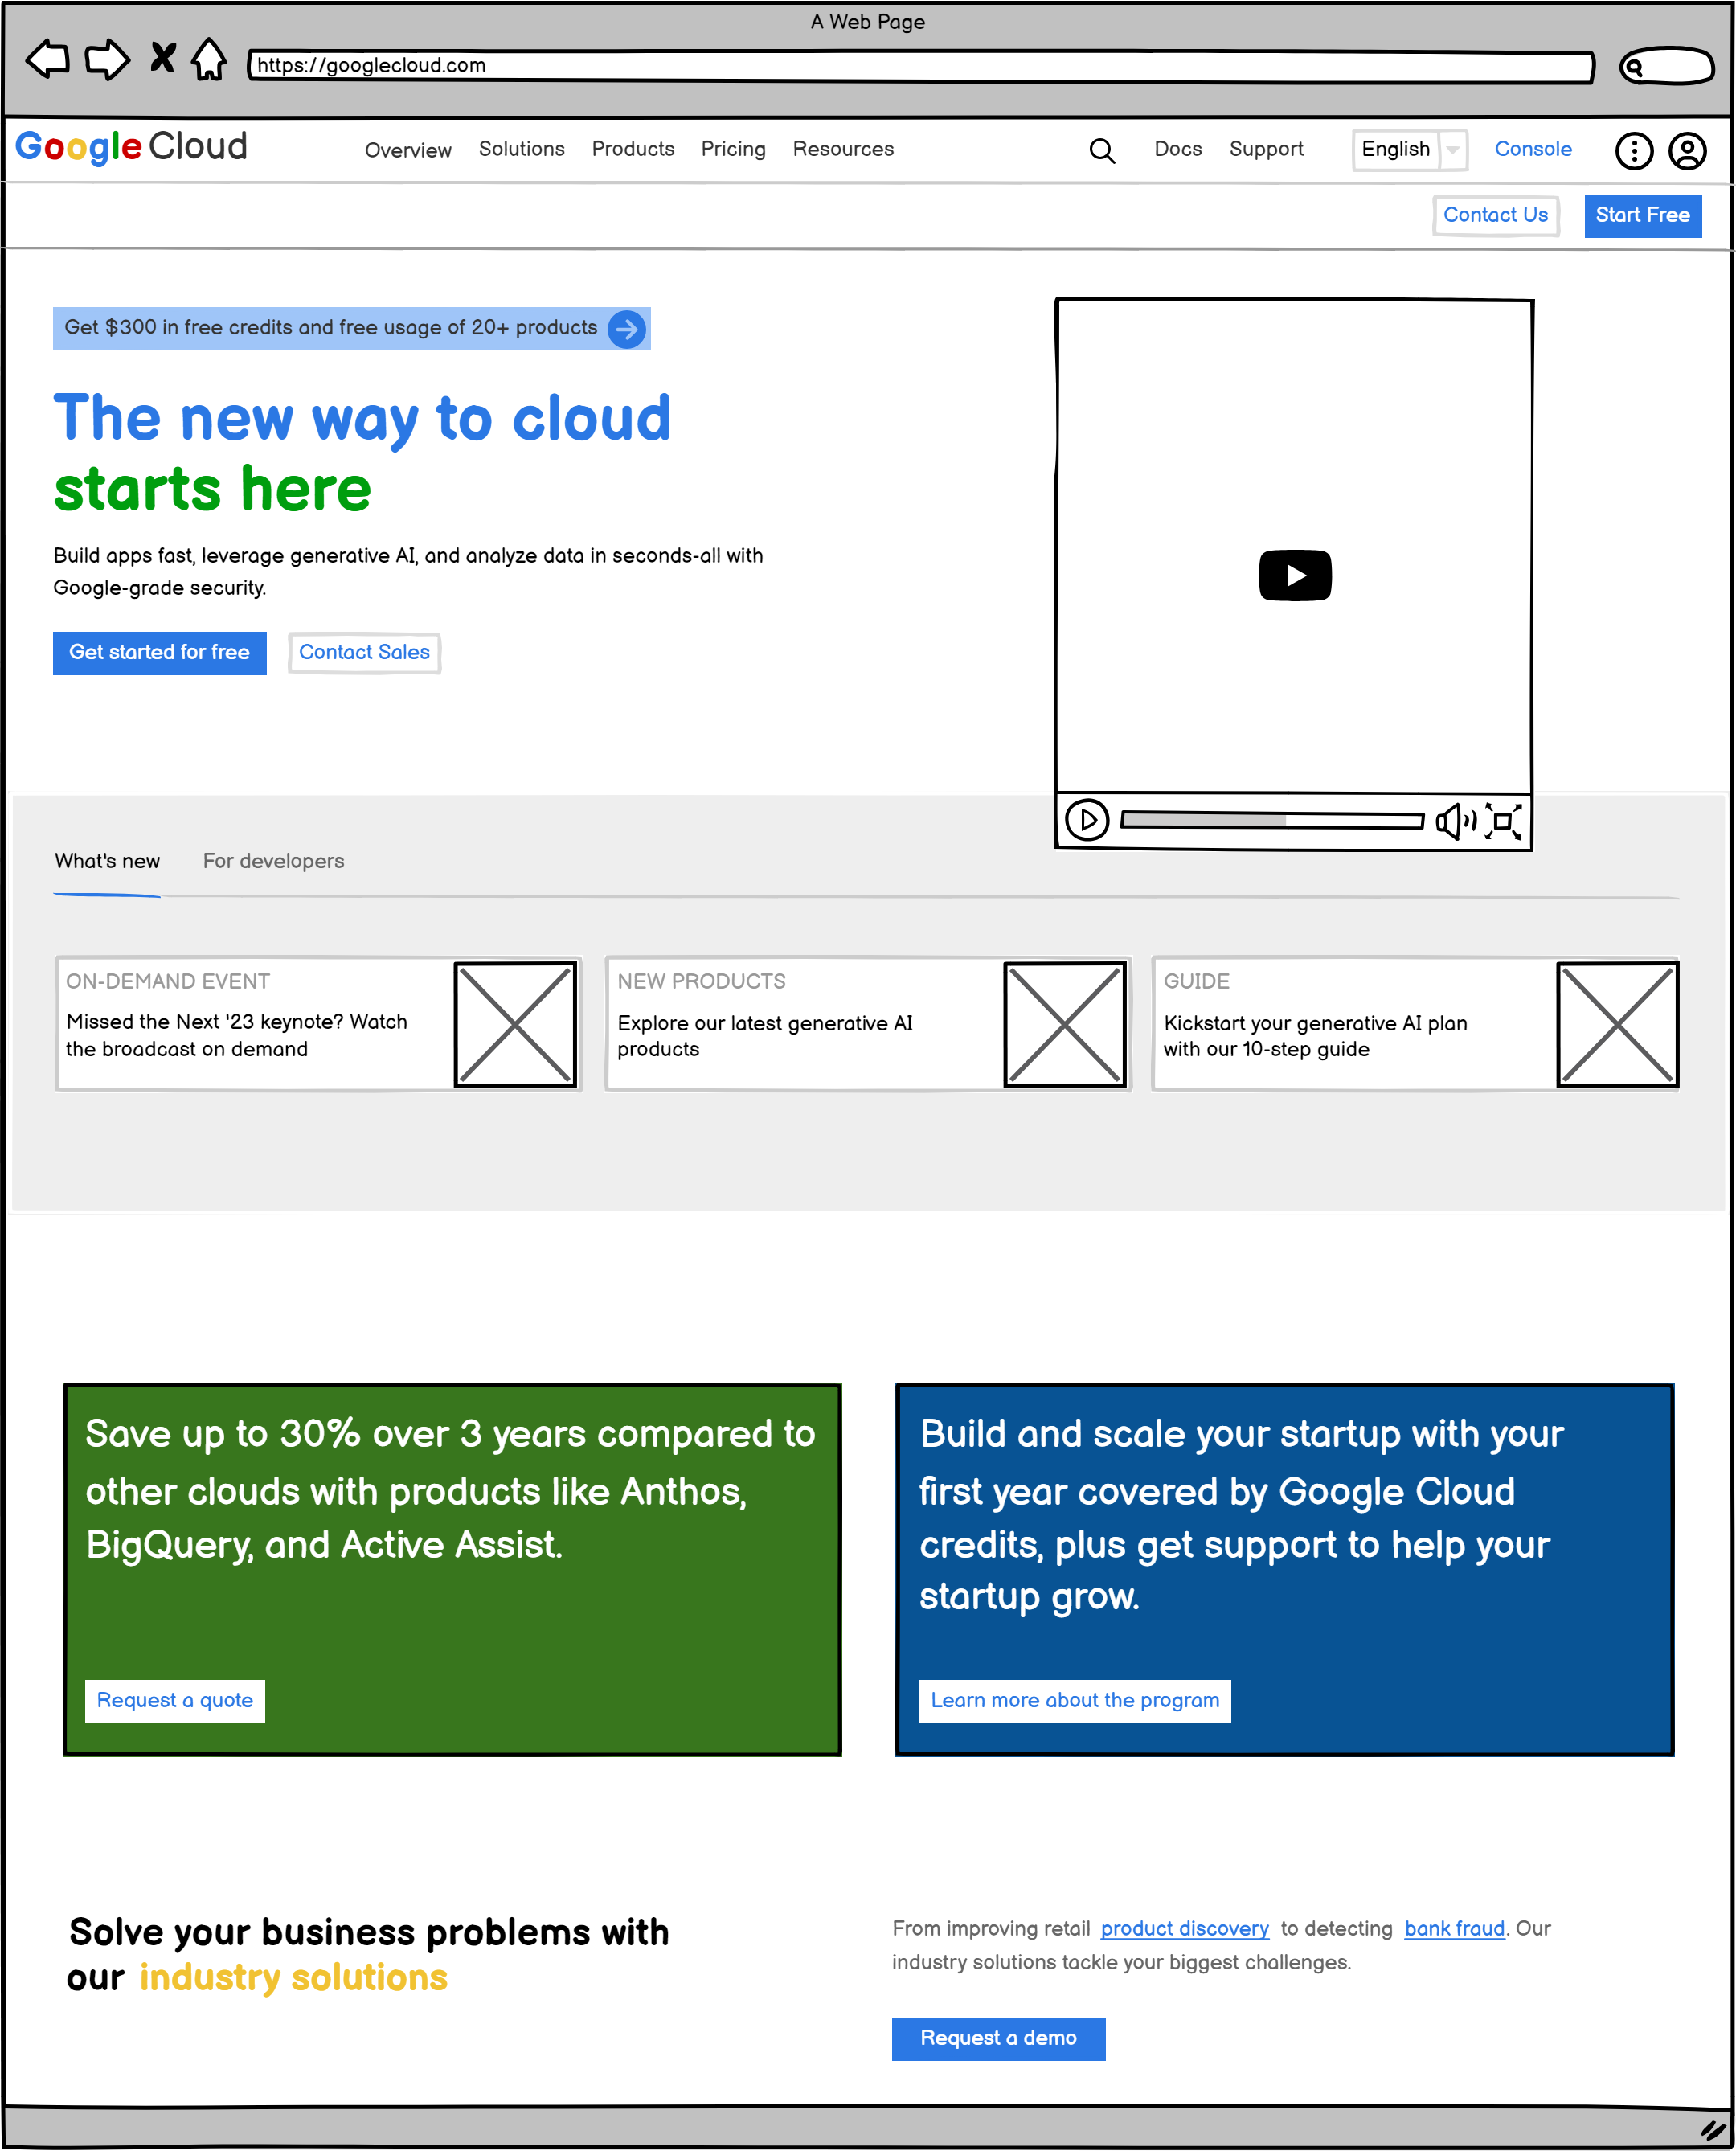 A Web Page
https://googlecloud.com
Google Cloud
Overview Solutions Products Pricing Resources Docs Support English Console
Contact Us Start Free
Get $300 in free credits and free usage of 20+ products
The new way to cloud
starts here
Build apps fast, leverage generative AI, and analyze data in seconds-all with
Google-grade security.
Get started for free Contact Sales
What's new For developers
ON-DEMAND EVENT
Missed the Next '23 keynote? Watch
the broadcast on demand
NEW PRODUCTS
Explore our latest generative AI
products
GUIDE
Kickstart your generative AI plan
with our 10-step guide
Save up to 30% over 3 years compared to
other clouds with products like Anthos,
BigQuery, and Active Assist.
Request a quote
Build and scale your startup with your
first year covered by Google Cloud
credits, plus get support to help your
startup grow.
Learn more about the program
Solve your business problems with
our industry solutions
From improving retail product discovery to detecting bank fraud. Our
industry solutions tackle your biggest challenges.
Request a demo